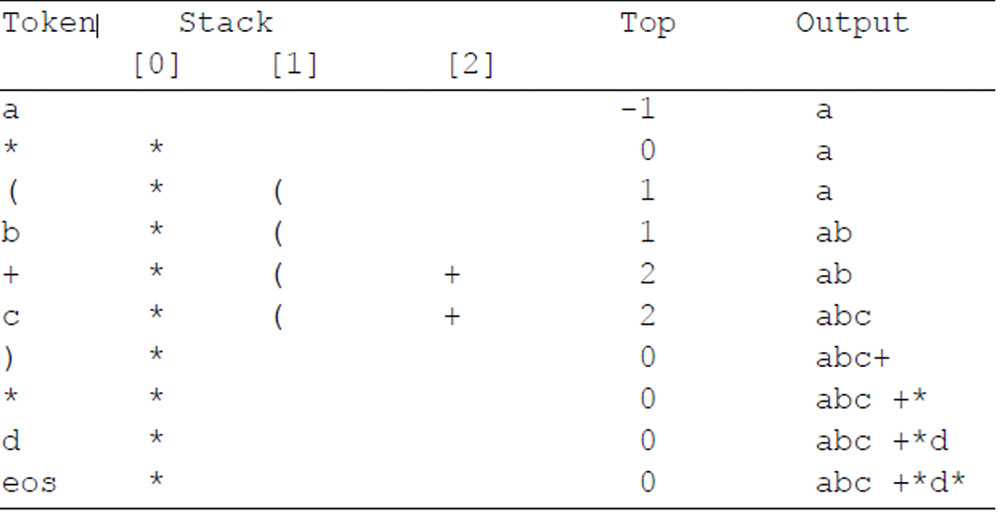 Token Stack Top Output
[0] [1] [2]
a -1 a
* * 0 a
( * ( 1 a
b * ( 1 ab
+ * ( + 2 ab
c * ( + 2 abc
) * 0 abc+
* * 0 abc +*
d * 0 abc +*d
eos * 0 abc +*d*